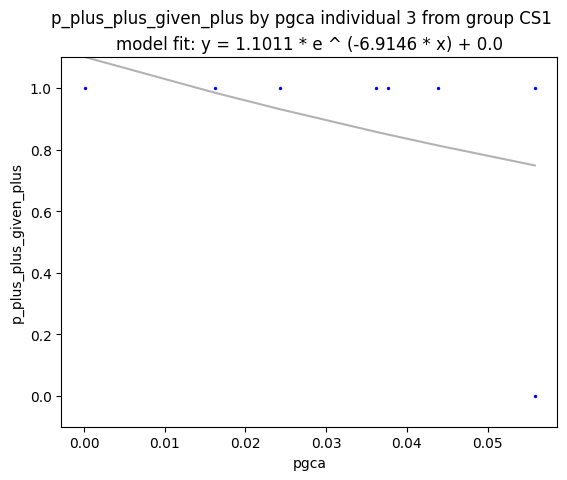 p_plus_plus_given_plus by pgca individual 3 from group CS1
model fit: y = 1.1011 * e ^ (-6.9146 * x) + 0.0
1.0
0.8
0.6
0.4
0.2
0.0
p_plus_plus_given_plus
0.00 0.01 0.02 0.03 0.04 0.05
pgca